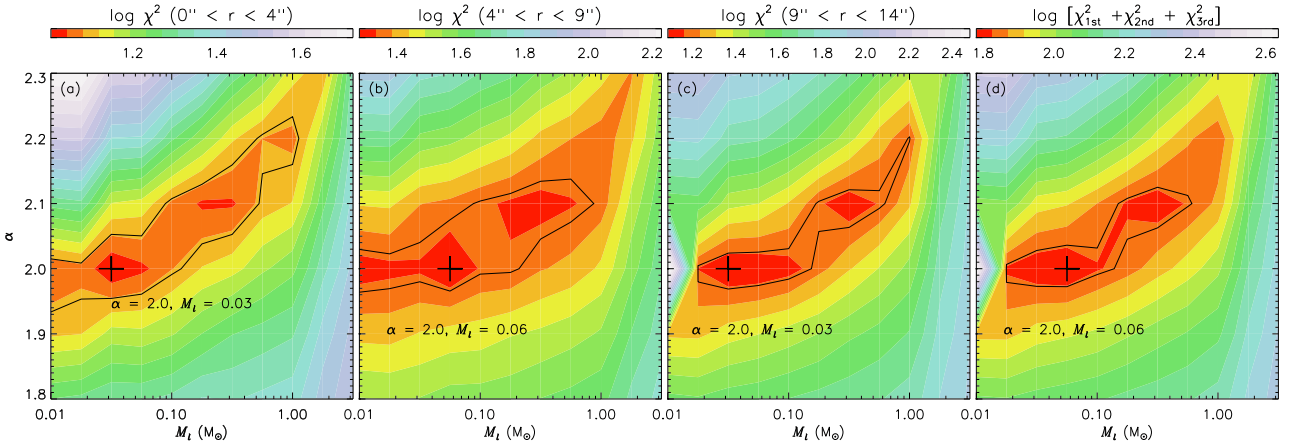 log χ² (0" < r < 4") log χ² (4" < r < 9") log χ² (9" < r < 14") log [χ²₁ₛₜ +χ²₂ₙd + χ²₃ᵣd]
1.2 1.4 1.6 1.4 1.6 1.8 2.0 1.2 1.4 1.6 1.8 2.0 2.2 2.4 1.8 2.0 2.2 2.4 2.6
(a) (b) (c) (d)
2.3
2.2
2.1
α
2.0
1.9
1.8
α = 2.0, Mₗ = 0.03
α = 2.0, Mₗ = 0.06
α = 2.0, Mₗ = 0.03
α = 2.0, Mₗ = 0.06
0.01 0.10 1.00 0.01 0.10 1.00 0.01 0.10 1.00 0.01 0.10 1.00
Mₗ (M⊙) Mₗ (M⊙) Mₗ (M⊙) Mₗ (M⊙)